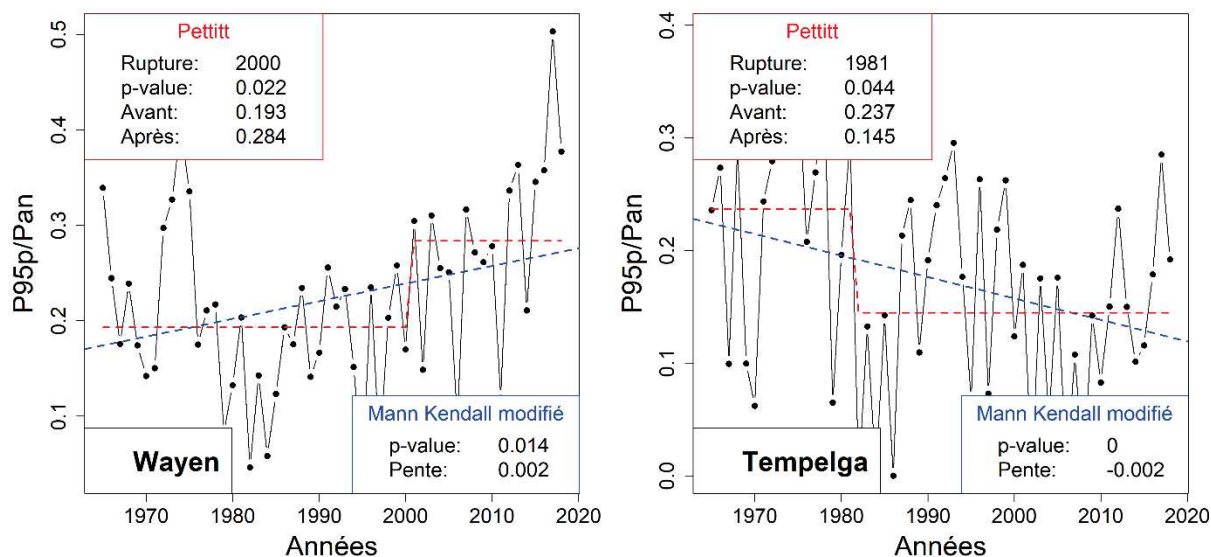 Pettitt
Rupture: 2000
p-value: 0.022
Avant: 0.193
Après: 0.284
P95p/Pan
0.5
0.4
0.3
0.2
0.1
Mann Kendall modifié
p-value: 0.014
Pente: 0.002
Wayen
1970 1980 1990 2000 2010 2020
Années
Pettitt
Rupture: 1981
p-value: 0.044
Avant: 0.237
Après: 0.145
P95p/Pan
0.4
0.3
0.2
0.1
0.0
Mann Kendall modifié
p-value: 0
Pente: -0.002
Tempelga
1970 1980 1990 2000 2010 2020
Années